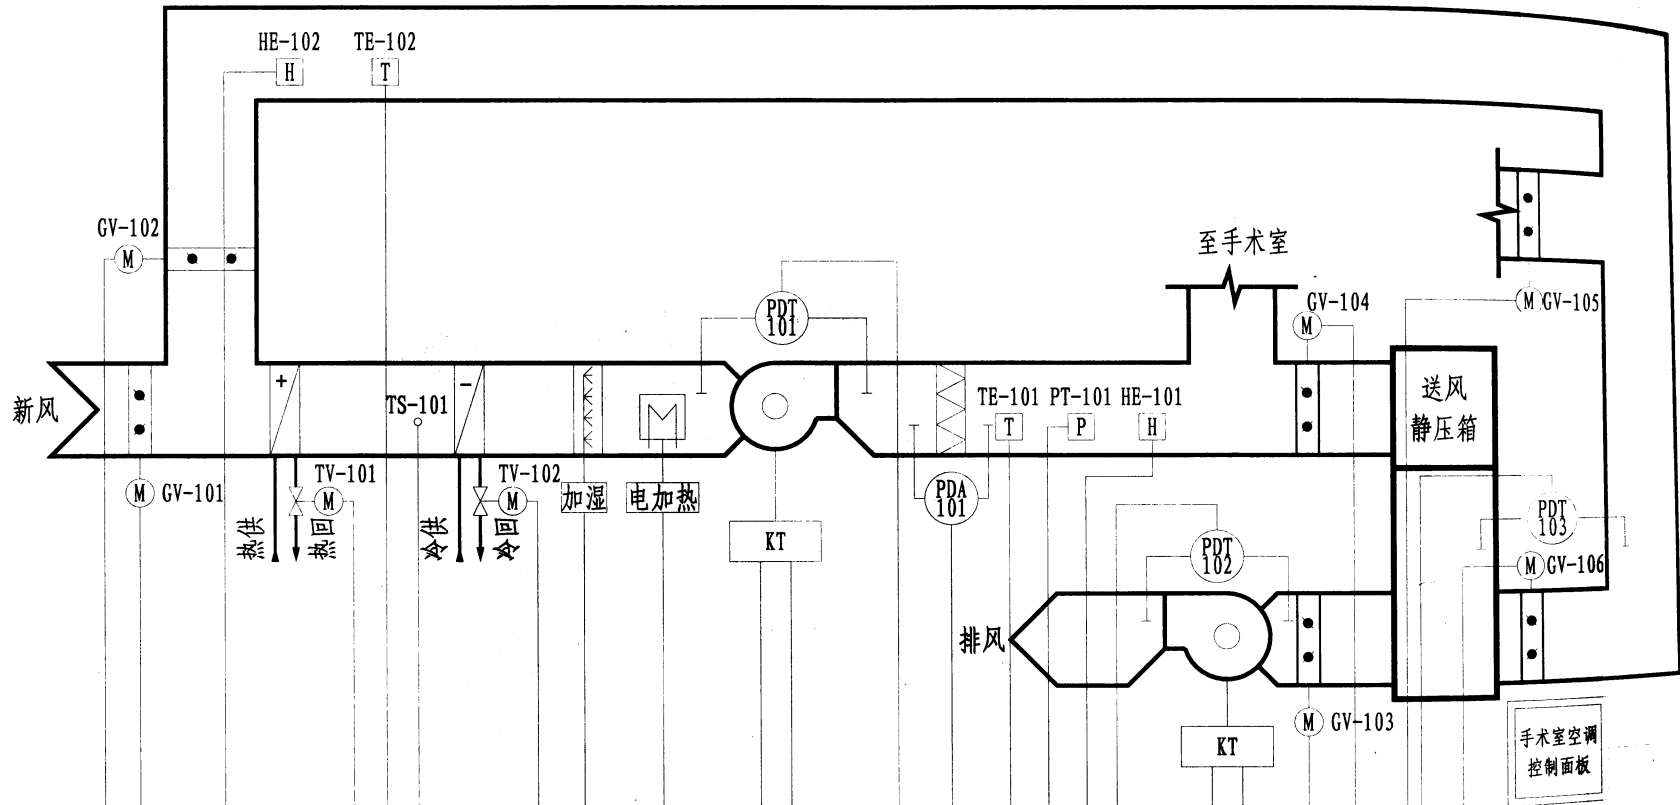 HE-102
TE-102
H
T
GV-102
M
至手术室
PDT
101
GV-104
M
M
GV-105
新风
+
TS-101
−
送风
静压箱
TE-101
PT-101
HE-101
T
P
H
M
GV-101
TV-101
M
TV-102
M
加湿
电加热
PDA
101
PDT
103
热供
热回
冷供
冷回
KT
PDT
102
M
GV-106
排风
M
GV-103
KT
手术室空调
控制面板